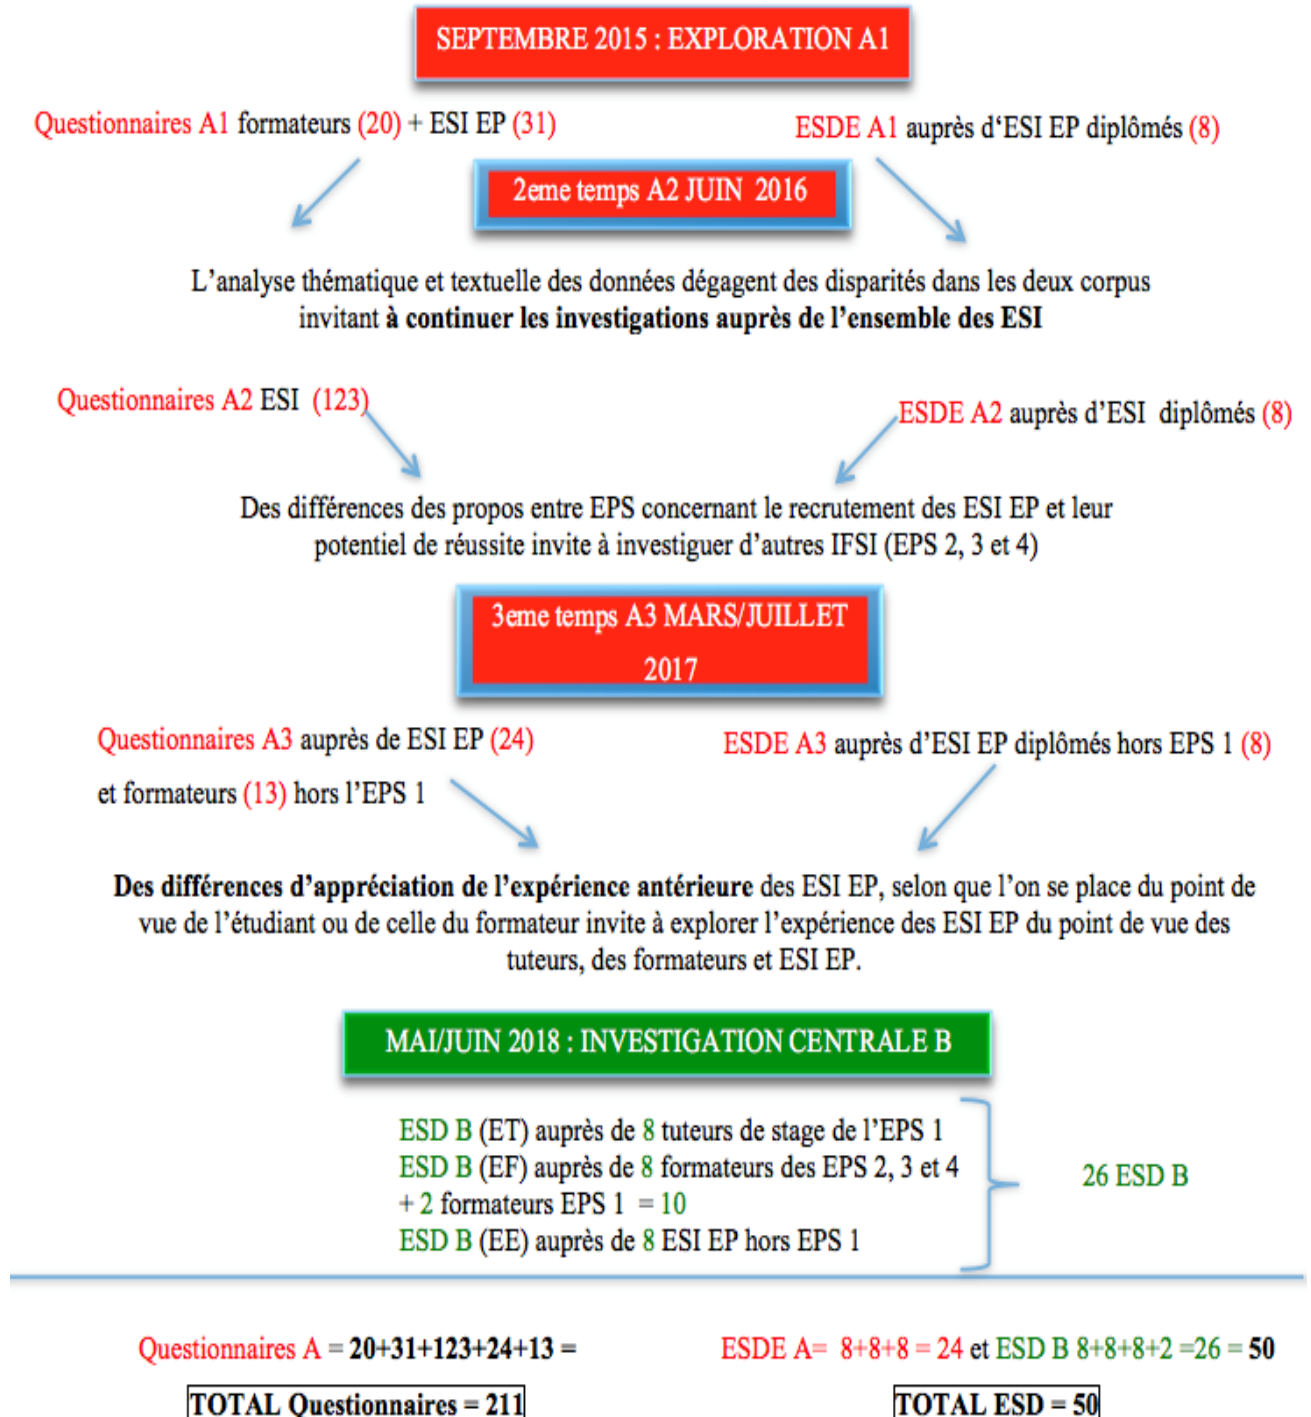 SEPTEMBRE 2015 : EXPLORATION A1
Questionnaires A1 formateurs (20) + ESI EP (31)
ESDE A1 auprès d‘ESI EP diplômés (8)
2eme temps A2 JUIN 2016
L’analyse thématique et textuelle des données dégagent des disparités dans les deux corpus
invitant à continuer les investigations auprès de l’ensemble des ESI
Questionnaires A2 ESI (123)
ESDE A2 auprès d’ESI diplômés (8)
Des différences des propos entre EPS concernant le recrutement des ESI EP et leur
potentiel de réussite invite à investiguer d’autres IFSI (EPS 2, 3 et 4)
3eme temps A3 MARS/JUILLET
2017
Questionnaires A3 auprès de ESI EP (24)
et formateurs (13) hors l’EPS 1
ESDE A3 auprès d’ESI EP diplômés hors EPS 1 (8)
Des différences d’appréciation de l’expérience antérieure des ESI EP, selon que l’on se place du point de
vue de l’étudiant ou de celle du formateur invite à explorer l’expérience des ESI EP du point de vue des
tuteurs, des formateurs et ESI EP.
MAI/JUIN 2018 : INVESTIGATION CENTRALE B
ESD B (ET) auprès de 8 tuteurs de stage de l’EPS 1
ESD B (EF) auprès de 8 formateurs des EPS 2, 3 et 4
+ 2 formateurs EPS 1 = 10
ESD B (EE) auprès de 8 ESI EP hors EPS 1
26 ESD B
Questionnaires A = 20+31+123+24+13 =
TOTAL Questionnaires = 211
ESDE A= 8+8+8 = 24 et ESD B 8+8+8+2 =26 = 50
TOTAL ESD = 50